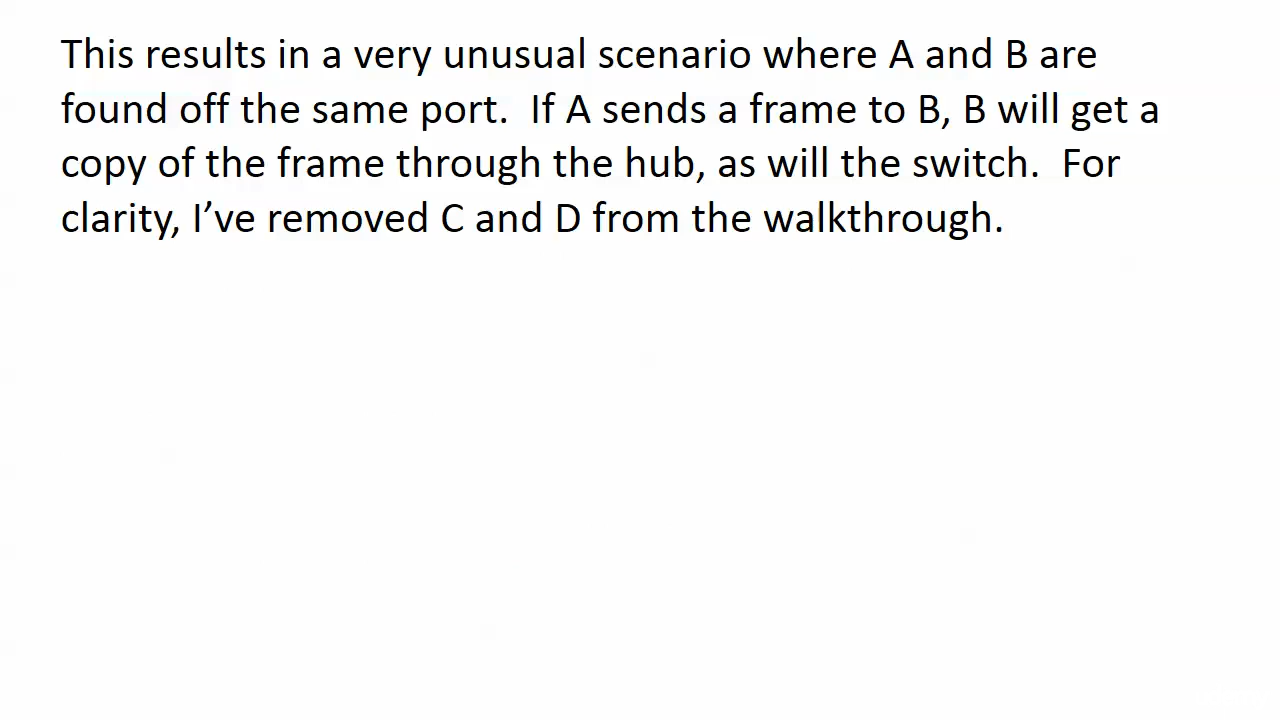 This results in a very unusual scenario where A and B are
found off the same port.  If A sends a frame to B, B will get a
copy of the frame through the hub, as will the switch.  For
clarity, I’ve removed C and D from the walkthrough.